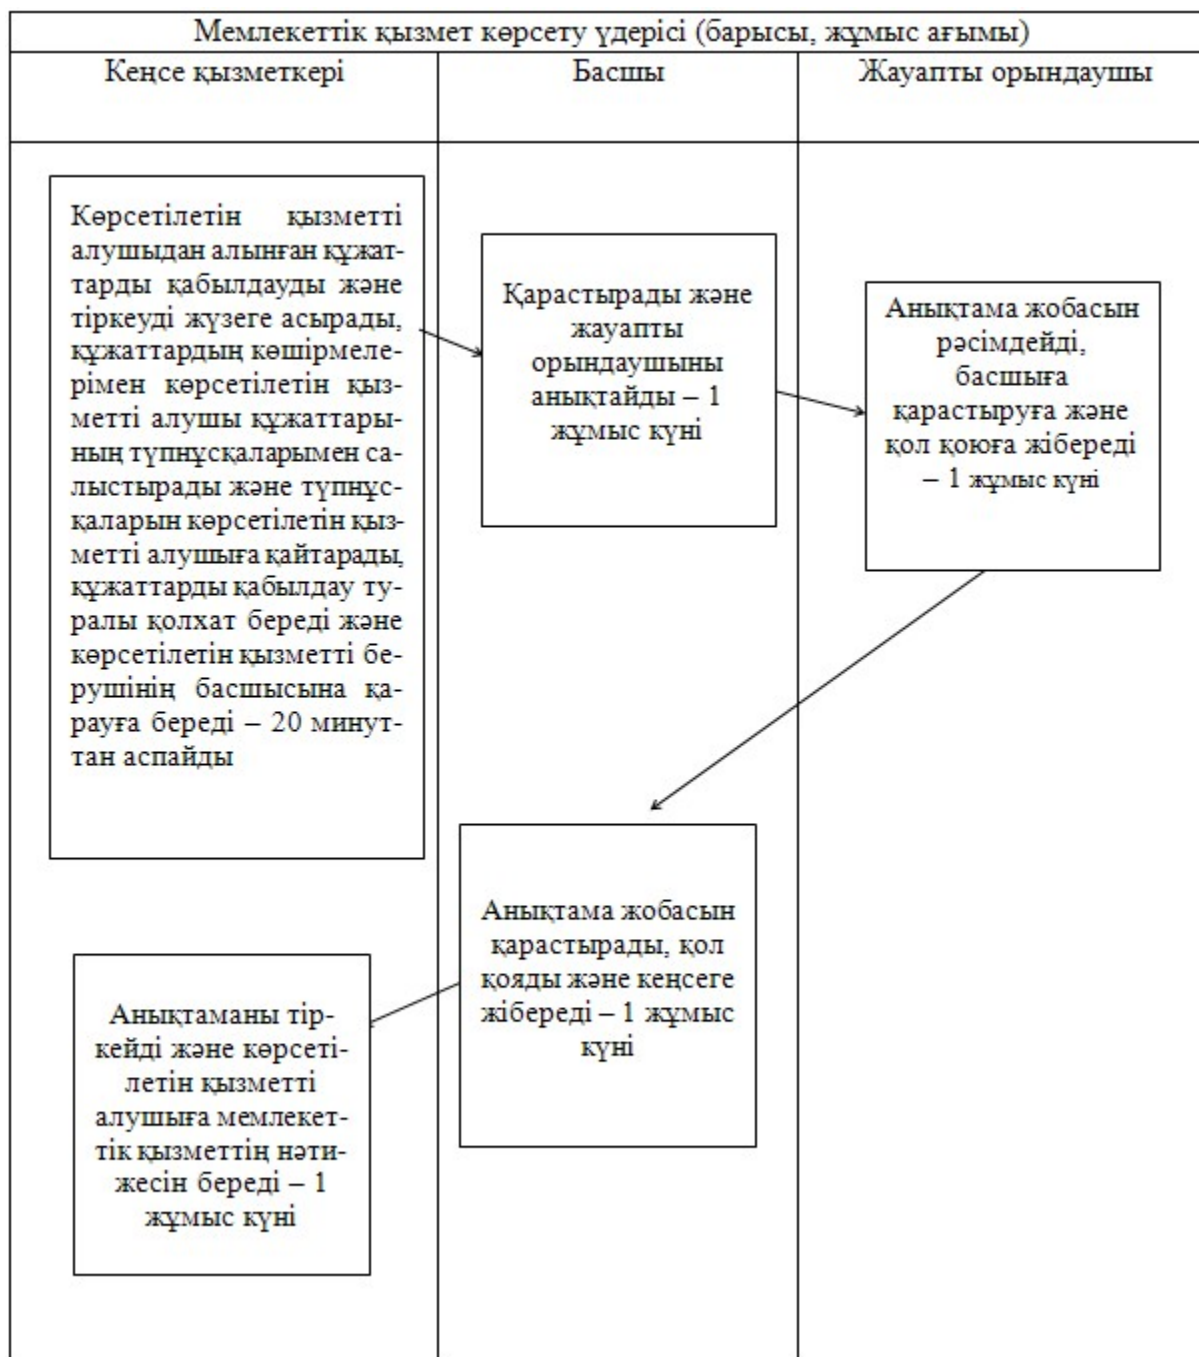 Мемлекеттік қызмет көрсету үдерісі (барысы, жұмыс ағымы)
Кеңсе қызметкері
Басшы
Жауапты орындаушы
Көрсетілетін қызметті
алушыдан алынған құжат-
тарды қабылдауды және
тіркеуді жүзеге асырады,
құжаттардың көшірмеле-
рімен көрсетілетін қыз-
метті алушы құжаттары-
ның түпнұсқаларымен са-
лыстырады және түпнұс-
қаларын көрсетілетін қыз-
метті алушыға қайтарады,
құжаттарды қабылдау ту-
ралы қолхат береді және
көрсетілетін қызметті бе-
рушінің басшысына қа-
рауға береді – 20 минут-
тан аспайды
Қарастырады және
жауапты
орындаушыны
анықтайды – 1
жұмыс күні
Анықтама жобасын
рәсімдейді,
басшыға
қарастыруға және
қол қоюға жібереді
– 1 жұмыс күні
Анықтама жобасын
қарастырады, қол
қояды және кеңсеге
жібереді – 1 жұмыс
күні
Анықтаманы тір-
кейді және көрсеті-
летін қызметті
алушыға мемлекет-
тік қызметтің нәти-
жесін береді – 1
жұмыс күні